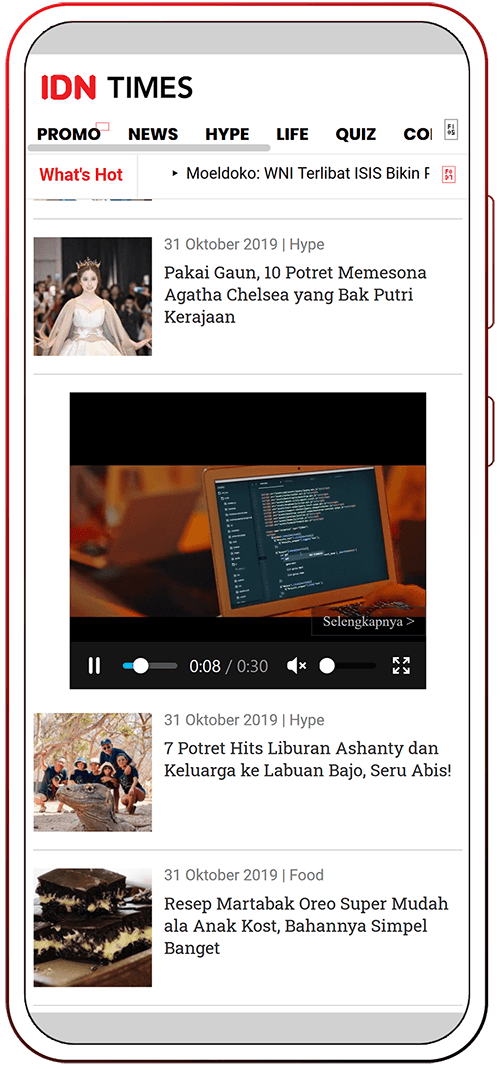 IDN TIMES
PROMO NEWS HYPE LIFE QUIZ
What's Hot ‣ Moeldoko: WNI Terlibat ISIS Bikin
31 Oktober 2019 | Hype
Pakai Gaun, 10 Potret Memesona
Agatha Chelsea yang Bak Putri
Kerajaan
Selengkapnya >
0:08 / 0:30
31 Oktober 2019 | Hype
7 Potret Hits Liburan Ashanty dan
Keluarga ke Labuan Bajo, Seru Abis!
31 Oktober 2019 | Food
Resep Martabak Oreo Super Mudah
ala Anak Kost, Bahannya Simpel
Banget